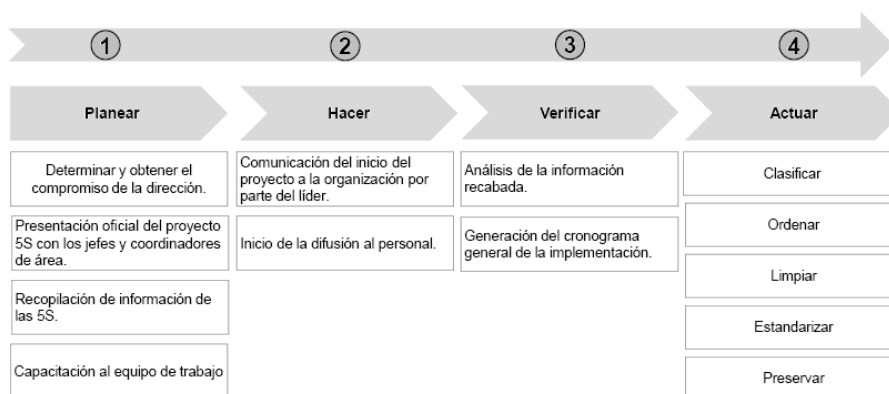 1
2
3
4
Planear
Hacer
Verificar
Actuar
Determinar y obtener el
compromiso de la dirección.
Presentación oficial del proyecto
5S con los jefes y coordinadores
de área.
Recopilación de información de
las 5S.
Capacitación al equipo de trabajo
Comunicación del inicio del
proyecto a la organización por
parte del líder.
Inicio de la difusión al personal.
Análisis de la información
recabada.
Generación del cronograma
general de la implementación.
Clasificar
Ordenar
Limpiar
Estandarizar
Preservar